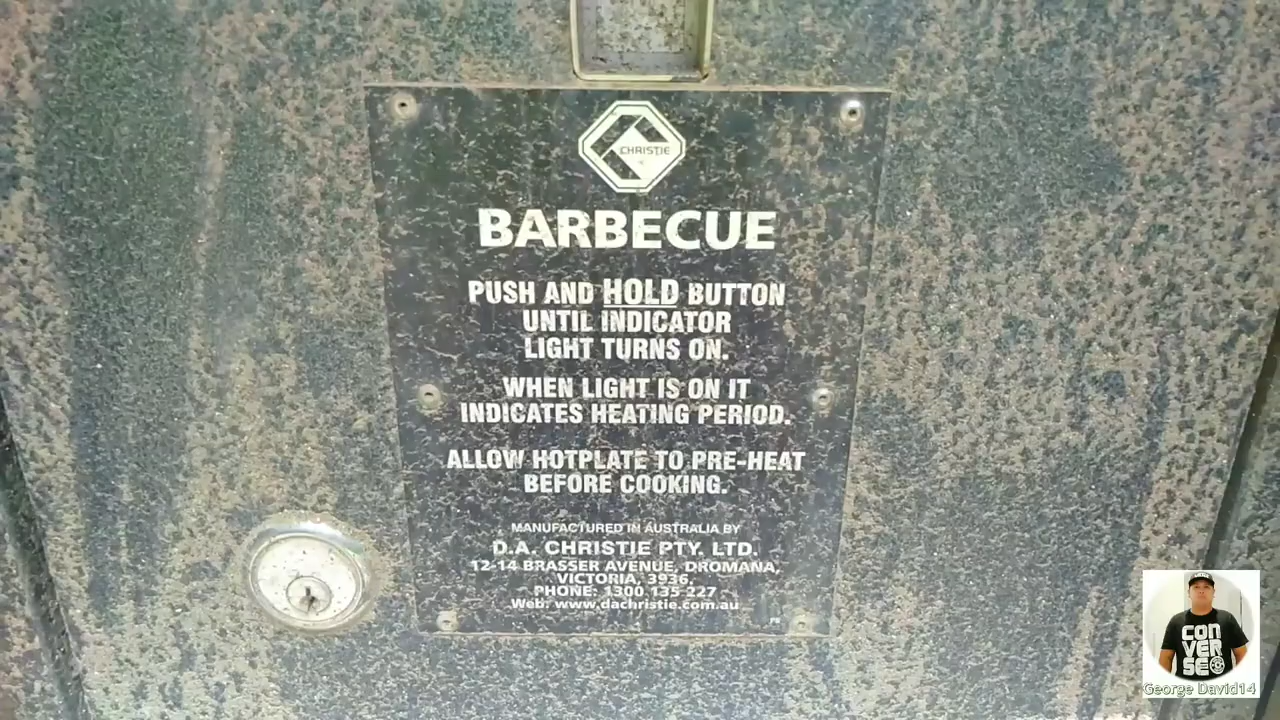 CHRISTIE
BARBECUE
PUSH AND HOLD BUTTON
UNTIL INDICATOR
LIGHT TURNS ON.
WHEN LIGHT IS ON IT
INDICATES HEATING PERIOD.
ALLOW HOTPLATE TO PRE-HEAT
BEFORE COOKING.
MANUFACTURED IN AUSTRALIA BY
D.A. CHRISTIE PTY. LTD.
12-14 BRASSER AVENUE, DROMANA,
VICTORIA, 3936.
PHONE: 1300 135 227
Web: www.dachristie.com.au
CON
VER
SE
George David14